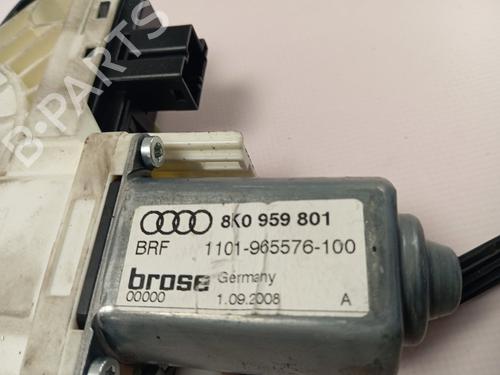 B-PARTS
8K0 959 801
BRF 1101-965576-100
brose Germany
00000 1.09.2008 A